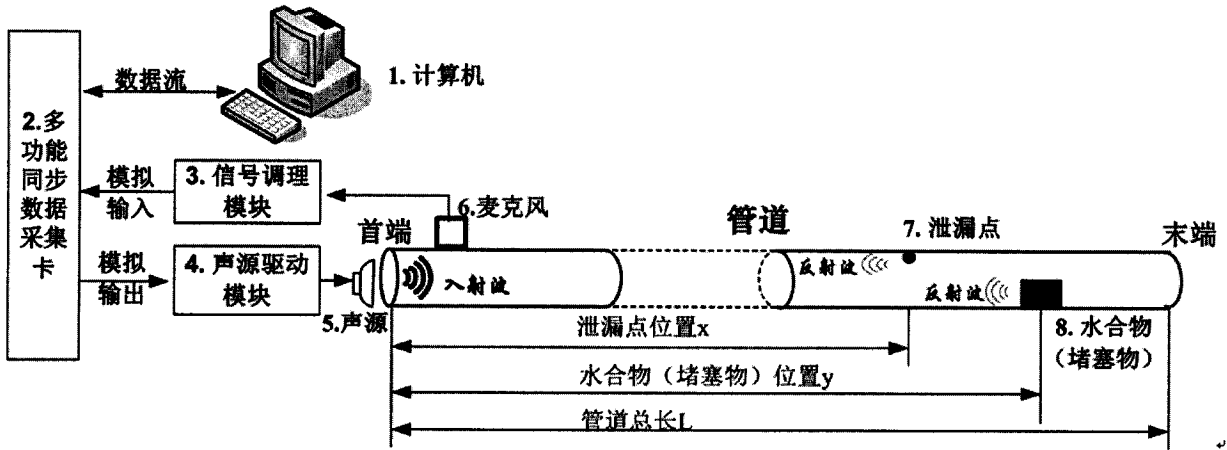 数据流
1. 计算机
2.多
功能
同步
数据
采集
卡
模拟
输入
3. 信号调理
模块
6.麦克风
模拟
输出
4. 声源驱动
模块
5.声源
首端
入射波
管道
7. 泄漏点
末端
反射波
反射波
8. 水合物
（堵塞物）
泄漏点位置x
水合物（堵塞物）位置y
管道总长L